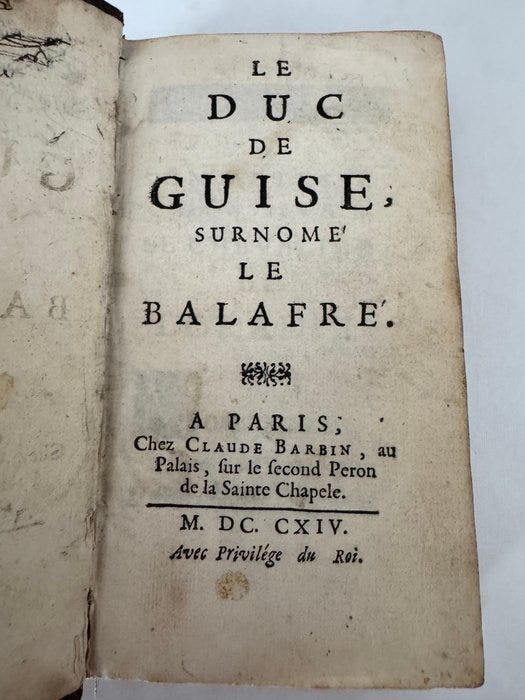 LE
DUC
DE
GUISE,
SURNOME'
LE
BALAFRE'.
A PARIS,
Chez CLAUDE BARBIN, au
Palais, ſur le ſecond Peron
de la Sainte Chapele.
M. DC. CXIV.
Avec Privilége du Roi.